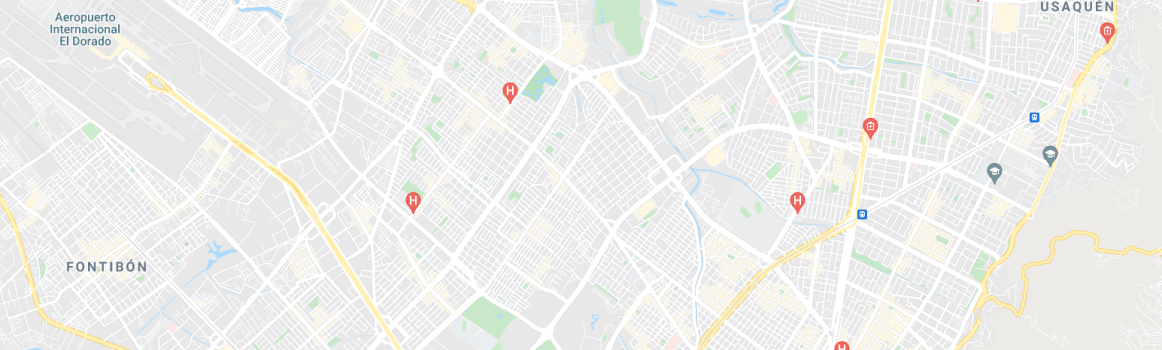 USAQUÉN
Aeropuerto
Internacional
El Dorado
H
H
H
FONTIBÓN
H